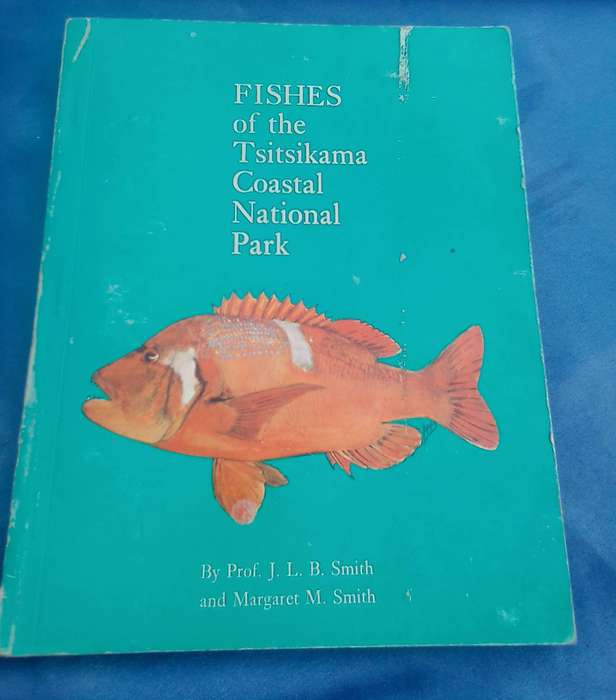 FISHES
of the
Tsitsikama
Coastal
National
Park
By Prof. J. L. B. Smith
and Margaret M. Smith